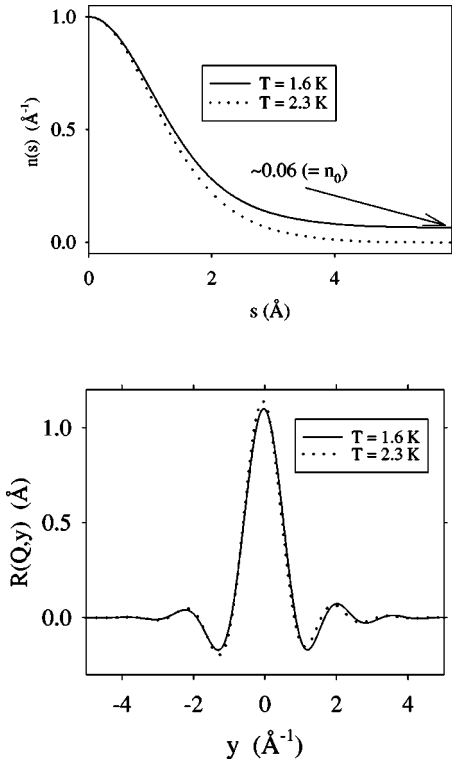 1.0
0.5
0.0
n(s) (Å⁻¹)
T = 1.6 K
T = 2.3 K
~0.06 (= n₀)
0 2 4
s (Å)
1.0
0.5
0.0
R(Q,y) (Å)
T = 1.6 K
T = 2.3 K
-4 -2 0 2 4
y (Å⁻¹)